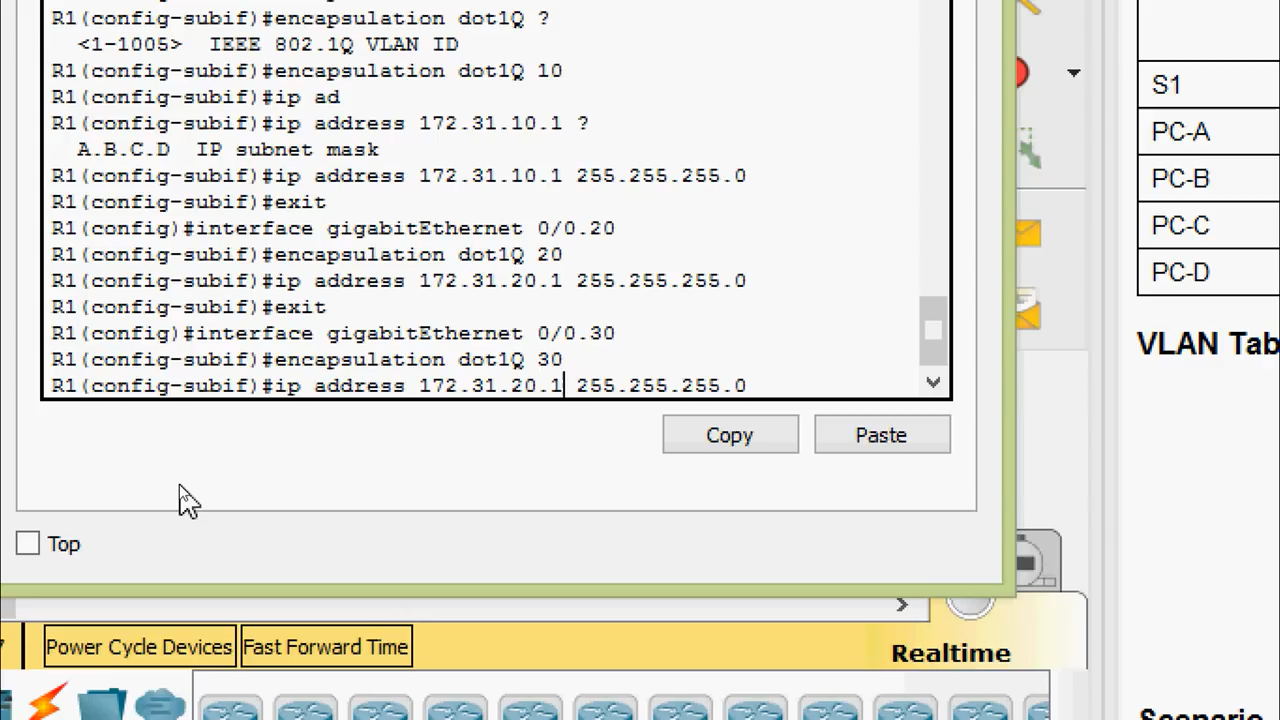 R1(config-subif)#encapsulation dot1Q ?
<1-1005> IEEE 802.1Q VLAN ID
R1(config-subif)#encapsulation dot1Q 10
R1(config-subif)#ip ad
R1(config-subif)#ip address 172.31.10.1 ?
A.B.C.D IP subnet mask
R1(config-subif)#ip address 172.31.10.1 255.255.255.0
R1(config-subif)#exit
R1(config)#interface gigabitEthernet 0/0.20
R1(config-subif)#encapsulation dot1Q 20
R1(config-subif)#ip address 172.31.20.1 255.255.255.0
R1(config-subif)#exit
R1(config)#interface gigabitEthernet 0/0.30
R1(config-subif)#encapsulation dot1Q 30
R1(config-subif)#ip address 172.31.20.1 255.255.255.0
Copy
Paste
Top
Power Cycle Devices
Fast Forward Time
Realtime
S1
PC-A
PC-B
PC-C
PC-D
VLAN Tab
Scenario